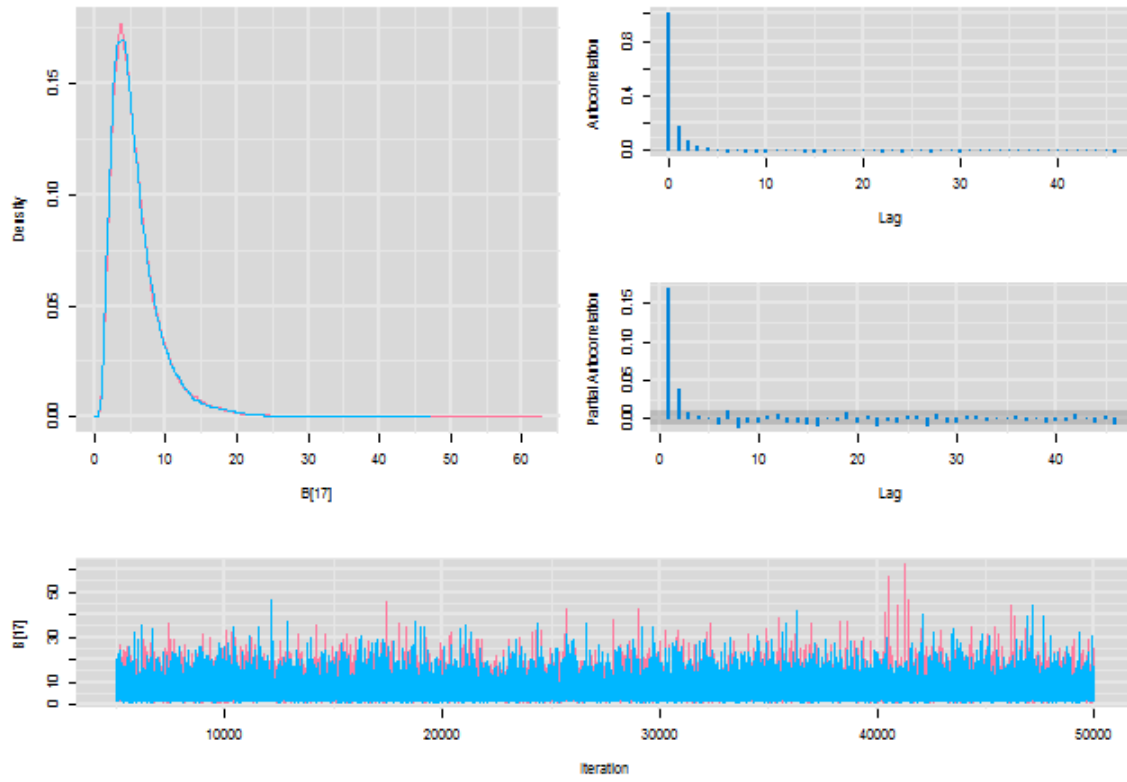 Density
0.15
0.10
0.05
0.00
0 10 20 30 40 50 60
B[17]
Autocorrelation
0.8
0.4
0.0
0 10 20 30 40
Lag
Partial Autocorrelation
0.15
0.10
0.05
0.00
0 10 20 30 40
Lag
B[17]
50
30
10
0
10000 20000 30000 40000 50000
Iteration